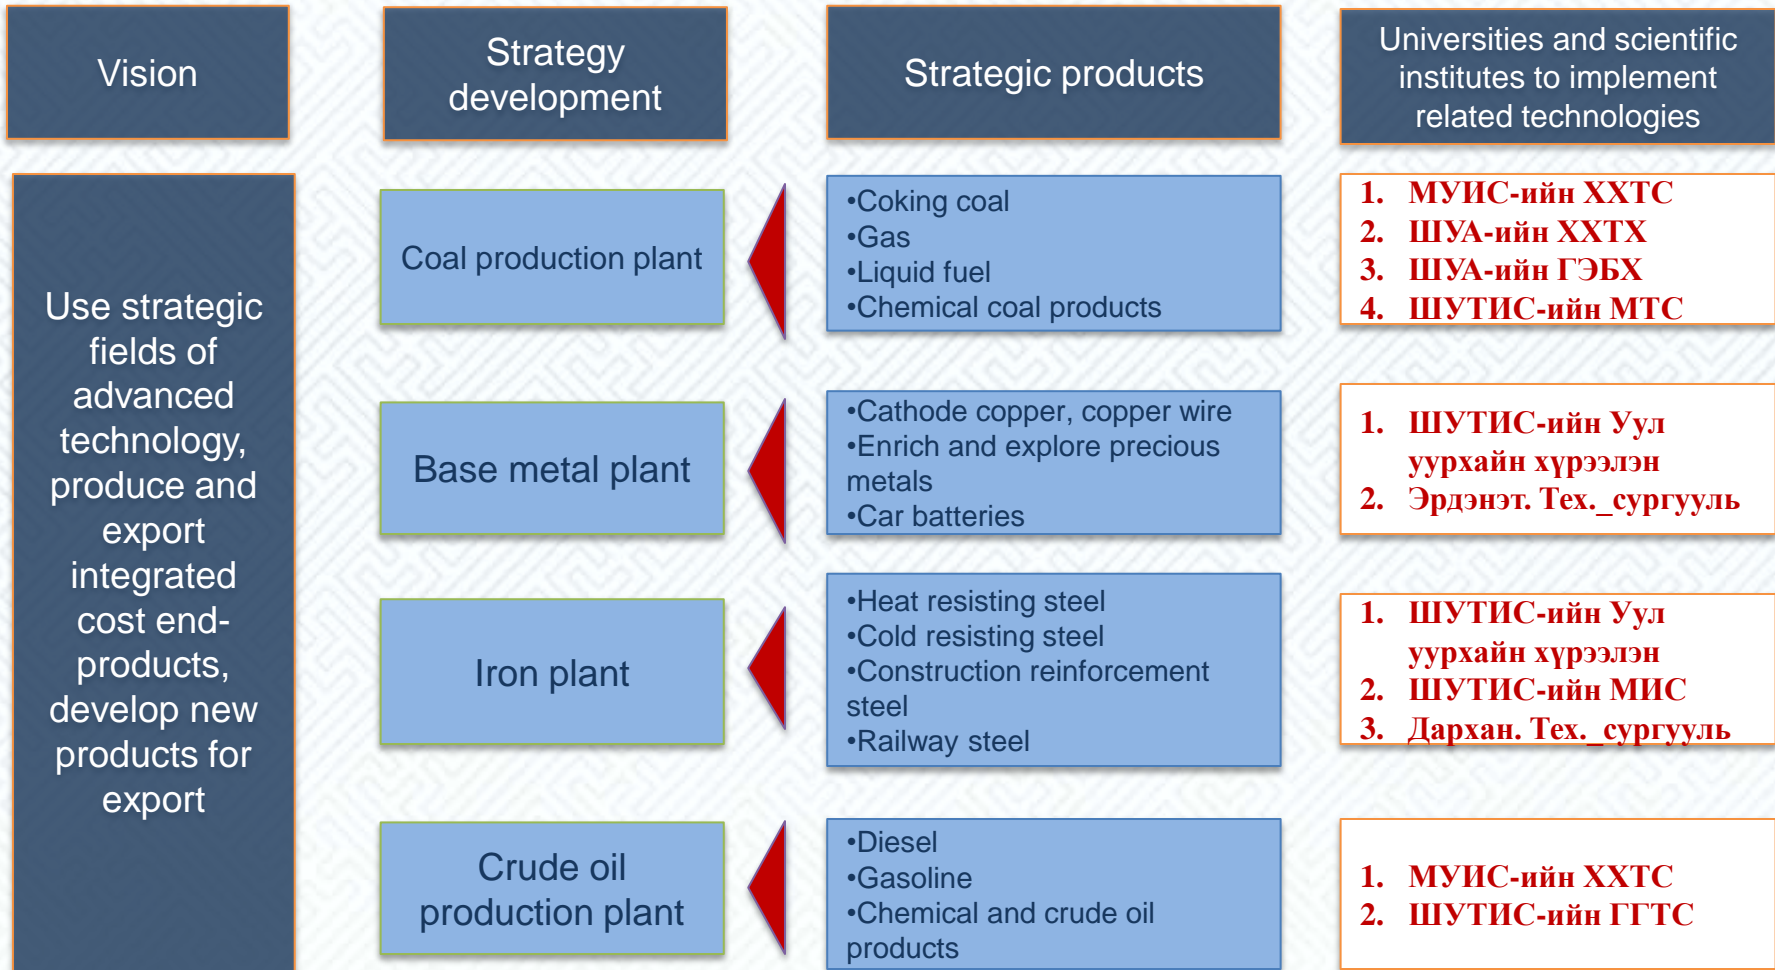 Vision
Strategy
development
Strategic products
Universities and scientific
institutes to implement
related technologies
Use strategic
fields of
advanced
technology,
produce and
export
integrated
cost end-
products,
develop new
products for
export
Coal production plant
•Coking coal
•Gas
•Liquid fuel
•Chemical coal products
1. МУИС-ийн ХХТС
2. ШУА-ийн ХХТХ
3. ШУА-ийн ГЭБХ
4. ШУТИС-ийн МТС
Base metal plant
•Cathode copper, copper wire
•Enrich and explore precious
metals
•Car batteries
1. ШУТИС-ийн Уул
уурхайн хүрээлэн
2. Эрдэнэт. Тех._сургууль
Iron plant
•Heat resisting steel
•Cold resisting steel
•Construction reinforcement
steel
•Railway steel
1. ШУТИС-ийн Уул
уурхайн хүрээлэн
2. ШУТИС-ийн МИС
3. Дархан. Тех._сургууль
Crude oil
production plant
•Diesel
•Gasoline
•Chemical and crude oil
products
1. МУИС-ийн ХХТС
2. ШУТИС-ийн ГГТС